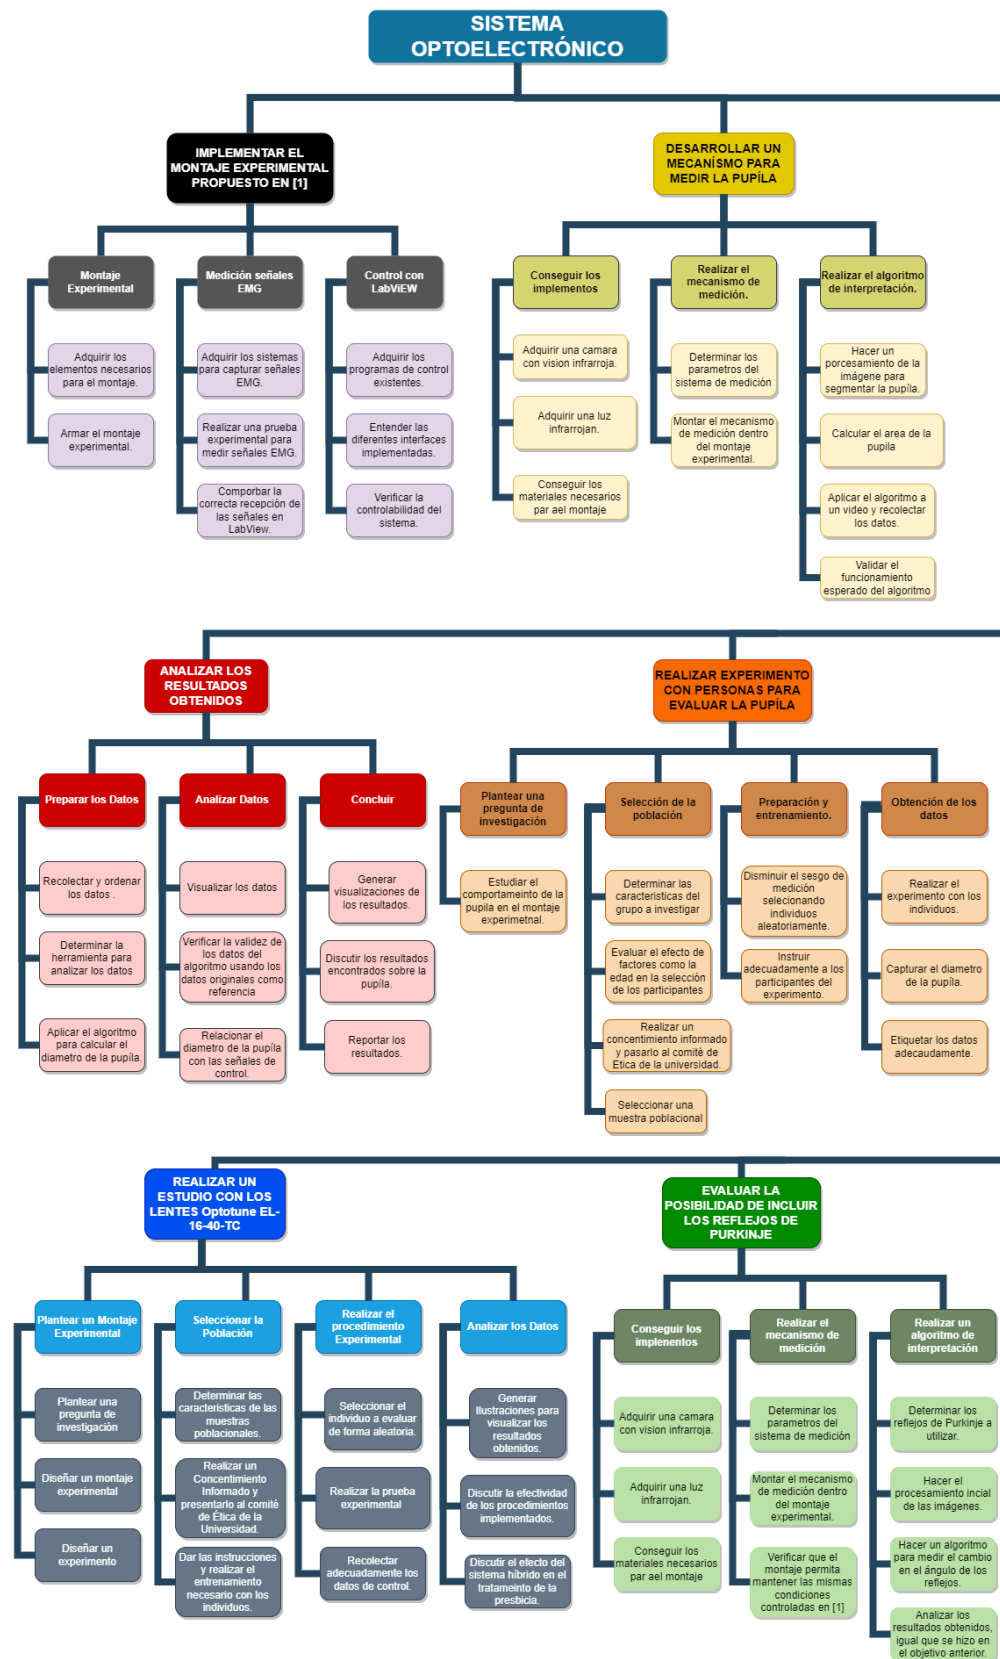 SISTEMA
OPTOELECTRÓNICO
IMPLEMENTAR EL
MONTAJE EXPERIMENTAL
PROPUESTO EN [1]
Montaje
Experimental
Adquirir los
elementos necesarios
para el montaje.
Armar el montaje
experimental.
Medición señales
EMG
Adquirir los sistemas
para capturar señales
EMG.
Realizar una prueba
experimental para
medir señales EMG.
Comporbar la
correcta recepción de
las señales en
LabView.
Control con
LabViEW
Adquirir los
programas de control
existentes.
Entender las
diferentes interfaces
implementadas.
Verificar la
controlabilidad del
sistema.
DESARROLLAR UN
MECANÍSMO PARA
MEDIR LA PUPÍLA
Conseguir los
implementos
Adquirir una camara
con vision infrarroja.
Adquirir una luz
infrarrojan.
Conseguir los
materiales necesarios
par ael montaje
Realizar el
mecanismo de
medición.
Determinar los
parametros del
sistema de medición
Montar el mecanismo
de medición dentro
del montaje
experimental.
Realizar el algoritmo
de interpretación.
Hacer un
porcesamiento de la
imágene para
segmentar la pupíla.
Calcular el area de la
pupila
Aplicar el algoritmo a
un video y recolectar
los datos.
Validar el
funcionamiento
esperado del algoritmo
ANALIZAR LOS
RESULTADOS
OBTENIDOS
Preparar los Datos
Recolectar y ordenar
los datos .
Determinar la
herramienta para
analizar los datos
Aplicar el algoritmo
para calcular el
diametro de la pupíla.
Analizar Datos
Visualizar los datos
Verificar la validez de
los datos del
algoritmo usando los
datos originales como
referencia
Relacionar el
diametro de la pupíla
con las señales de
control.
Concluir
Generar
visualizaciones de
los resultados.
Discutir los resultados
encontrados sobre la
pupíla.
Reportar los
resultados.
REALIZAR EXPERIMENTO
CON PERSONAS PARA
EVALUAR LA PUPÍLA
Plantear una
pregunta de
investigación
Estudiar el
comportameinto de la
pupila en el montaje
experimetnal.
Selección de la
población
Determinar las
caracteristicas del
grupo a investigar
Evaluar el efecto de
factores como la
edad en la selección
de los participantes
Realizar un
concentimiento informado
y pasarlo al comité de
Etica de la universidad.
Seleccionar una
muestra poblacional
Preparación y
entrenamiento.
Disminuir el sesgo de
medición
selecionando
individuos
aleatoriamente.
Instruir
adecuadamente a los
participantes del
experimento.
Obtención de los
datos
Realizar el
experimento con los
individuos.
Capturar el diametro
de la pupíla.
Etiquetar los datos
adecaudamente.
REALIZAR UN
ESTUDIO CON LOS
LENTES Optotune EL-
16-40-TC
Plantear un Montaje
Experimental
Plantear una
pregunta de
investigación
Diseñar un montaje
experimental
Diseñar un
experimento
Seleccionar la
Población
Determinar las
caracteristicas de las
muestras
poblacionales.
Realizar un
Concentimiento
Informado y
presentarlo al comité
de Ética de la
Universidad.
Dar las instrucciones
y realizar el
entrenamiento
necesario con los
individuos.
Realizar el
procedimiento
Experimental
Seleccionar el
individuo a evaluar
de forma aleatoria.
Realizar la prueba
experimental
Recolectar
adecuadamente los
datos de control.
Analizar los Datos
Generar
Ilustraciones para
visualizar los
resultados
obtenidos.
Discutir la efectividad
de los procedimientos
implementados.
Discutir el efecto del
sistema híbrido en el
tratameinto de la
presbicia.
EVALUAR LA
POSIBILIDAD DE INCLUIR
LOS REFLEJOS DE
PURKINJE
Conseguir los
implenentos
Adquirir una camara
con vision infrarroja.
Adquirir una luz
infrarrojan.
Conseguir los
materiales necesarios
par ael montaje
Realizar el
mecanismo de
medición
Determinar los
parametros del
sistema de medición
Montar el mecanismo
de medición dentro
del montaje
experimental.
Verificar que el
montaje permita
mantener las mismas
condiciones
controladas en [1]
Realizar un
algoritmo de
interpretación
Determinar los
reflejos de Purkinje a
utilizar.
Hacer el
procesamiento incial
de las imágenes.
Hacer un algoritmo
para medir el cambio
en el ángulo de los
reflejos.
Analizar los
resultados obtenidos,
igual que se hizo en
el objetivo anterior.